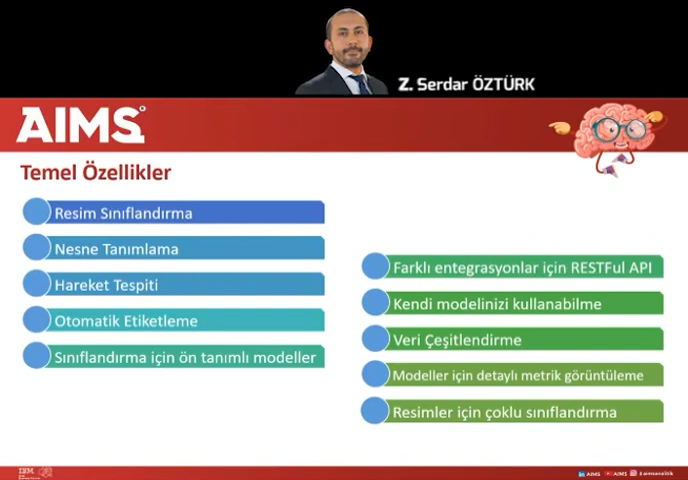 Z. Serdar ÖZTÜRK
AIMS
Temel Özellikler
Resim Sınıflandırma
Nesne Tanımlama
Hareket Tespiti
Otomatik Etiketleme
Sınıflandırma için ön tanımlı modeller
Farklı entegrasyonlar için RESTFul API
Kendi modelinizi kullanabilme
Veri Çeşitlendirme
Modeller için detaylı metrik görüntüleme
Resimler için çoklu sınıflandırma
IBM
AIMS AIMS